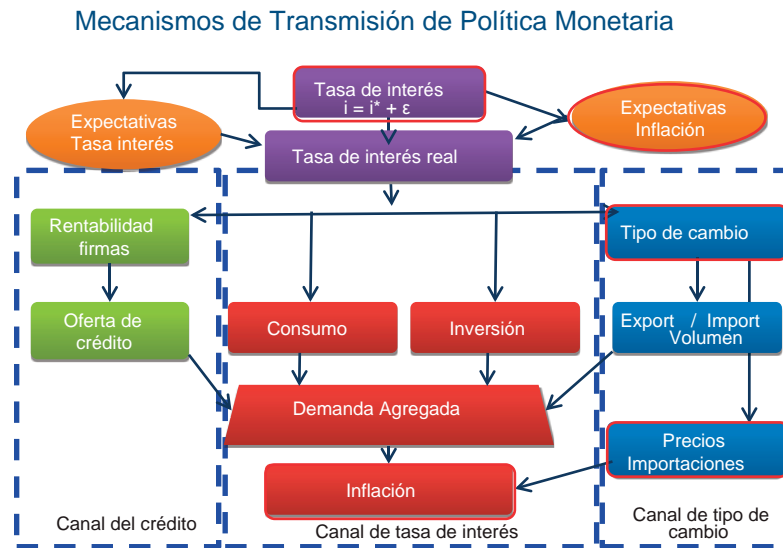 Mecanismos de Transmisión de Política Monetaria
Tasa de interés
i = i* + ε
Expectativas
Tasa interés
Expectativas
Inflación
Tasa de interés real
Rentabilidad
firmas
Tipo de cambio
Oferta de
crédito
Consumo
Inversión
Export / Import
Volumen
Demanda Agregada
Precios
Importaciones
Inflación
Canal del crédito
Canal de tasa de interés
Canal de tipo de
cambio